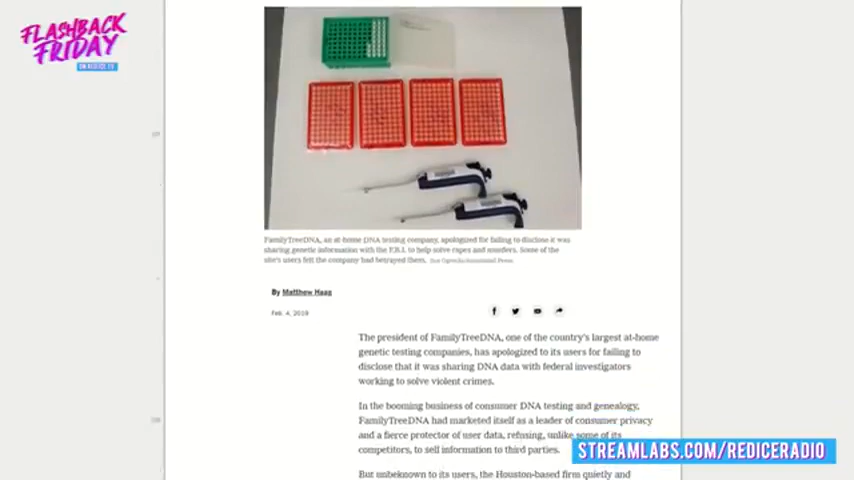 FLASHBACK
FRIDAY
ON REDICE.TV
FamilyTreeDNA, an at-home DNA testing company, apologized for failing to disclose it was
sharing genetic information with the F.B.I. to help solve rapes and murders. Some of the
site's users felt the company had betrayed them.
By Matthew Haag
Feb. 4, 2019
The president of FamilyTreeDNA, one of the country's largest at-home
genetic testing companies, has apologized to its users for failing to
disclose that it was sharing DNA data with federal investigators
working to solve violent crimes.
In the booming business of consumer DNA testing and genealogy,
FamilyTreeDNA had marketed itself as a leader of consumer privacy
and a fierce protector of user data, refusing, unlike some of its
competitors, to sell information to third parties.
STREAMLABS.COM/REDICERADIO
But unbeknown to its users, the Houston-based firm quietly and